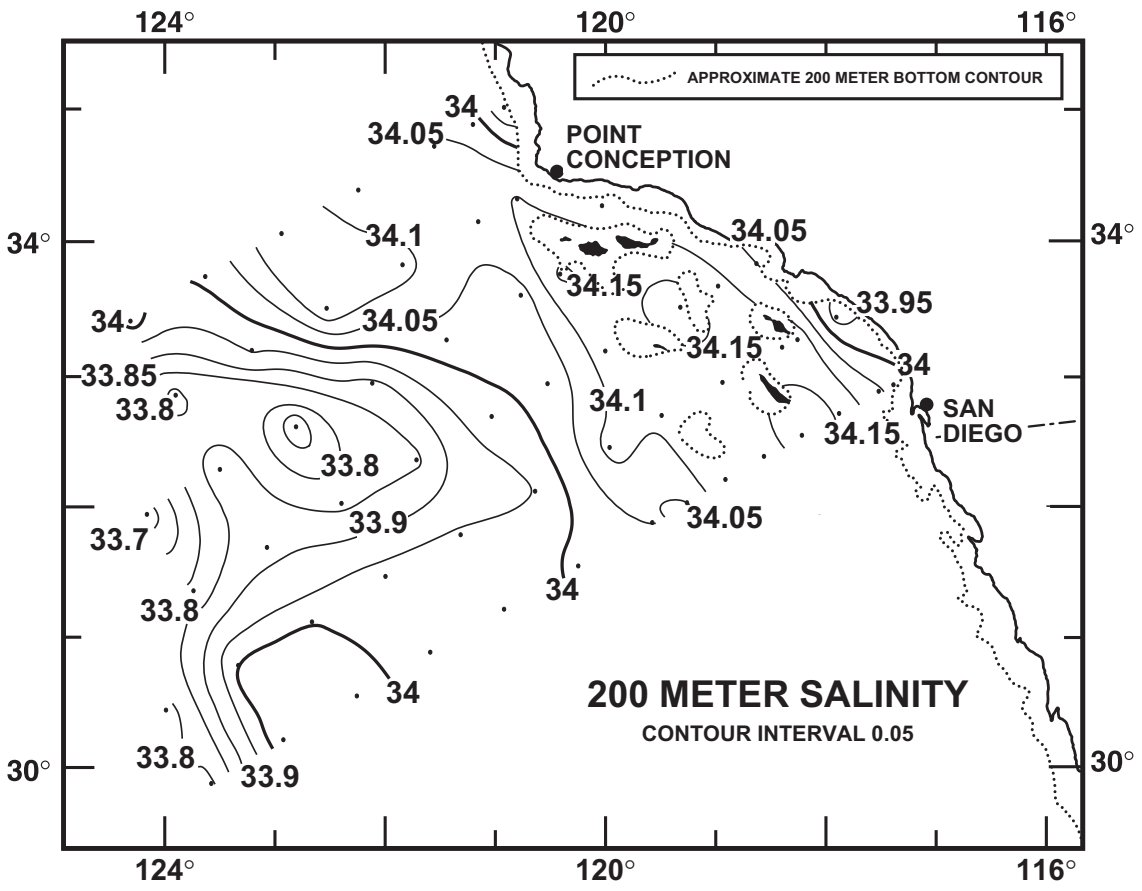 124° 120° 116°
APPROXIMATE 200 METER BOTTOM CONTOUR
34
34.05
POINT
CONCEPTION
34° 34.1 34.05 34°
34.15
33.95
34 34.05
34.15
34
33.85
33.8 34.1
SAN
DIEGO
34.15
33.8
33.9 34.05
33.7
34
33.8
34
200 METER SALINITY
CONTOUR INTERVAL 0.05
33.8
30° 33.9 30°
124° 120° 116°